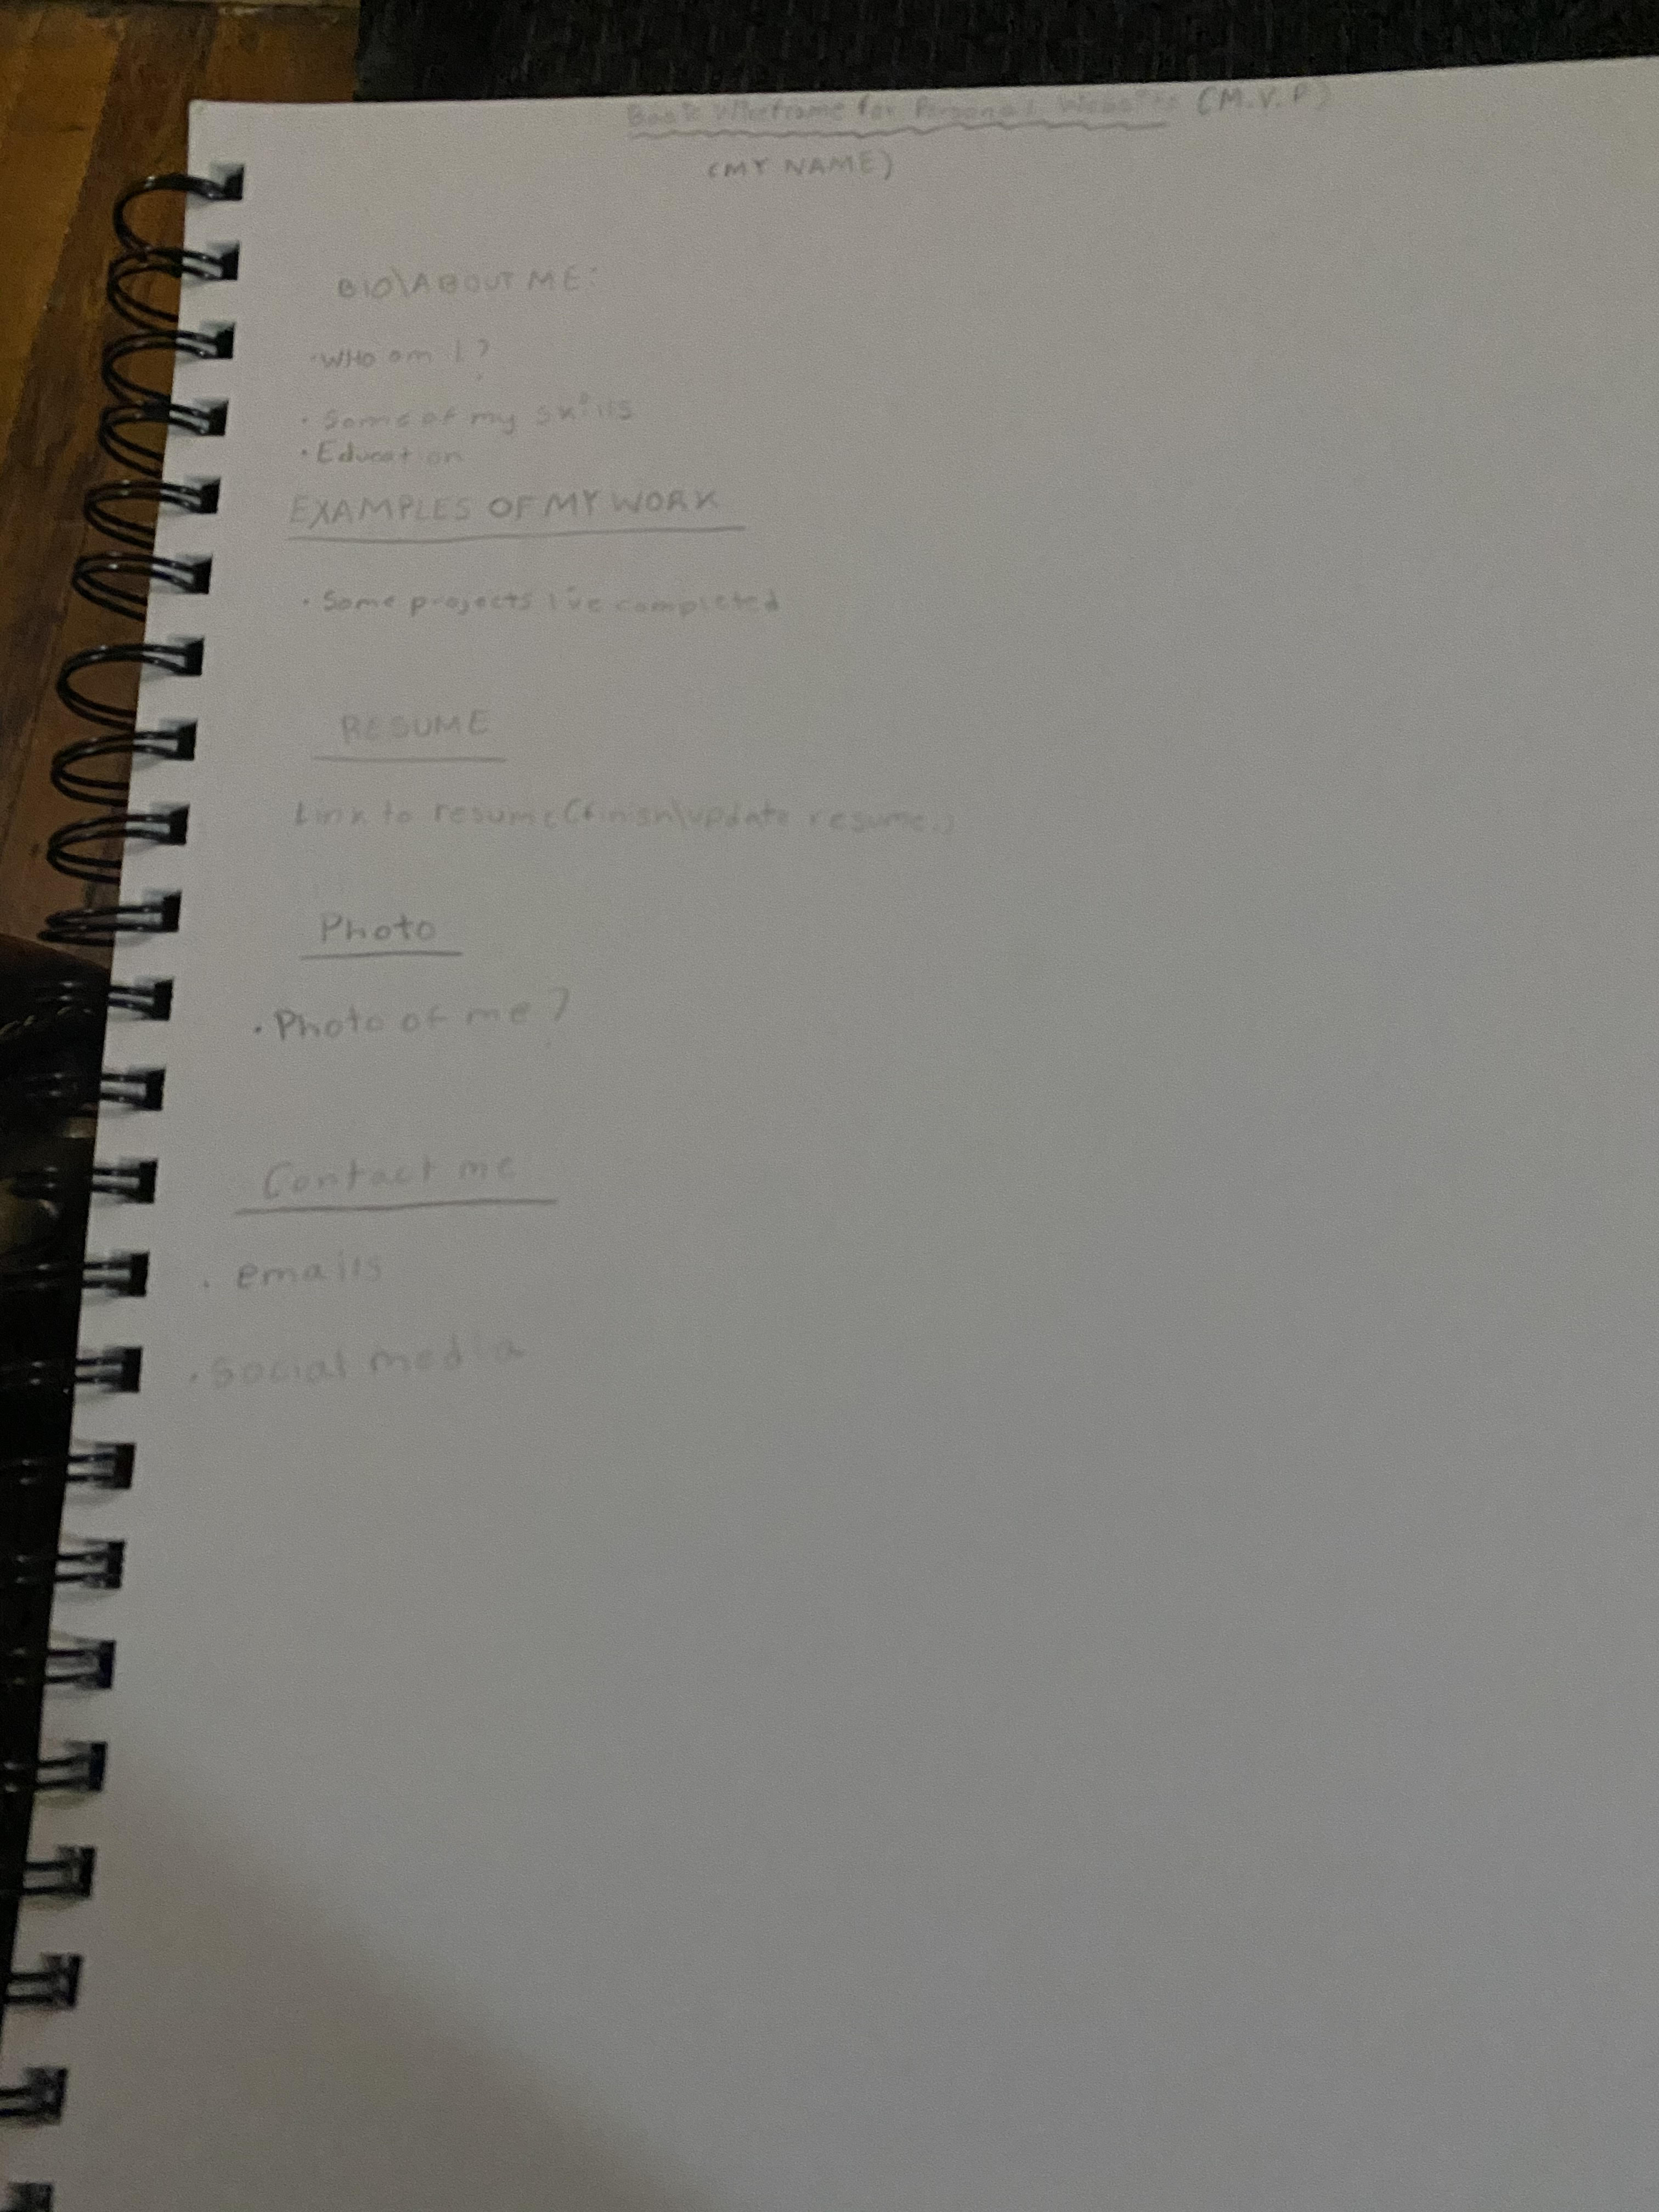 Basic Wireframe for Personal Website (M.V.P)
(MY NAME)
BIO\ABOUT ME:
·WHO am I?
· Some of my skills
· Education
EXAMPLES OF MY WORK
· Some projects I've completed
RESUME
Link to resume(finish\update resume.)
Photo
· Photo of me?
Contact me
· emails
· Social media